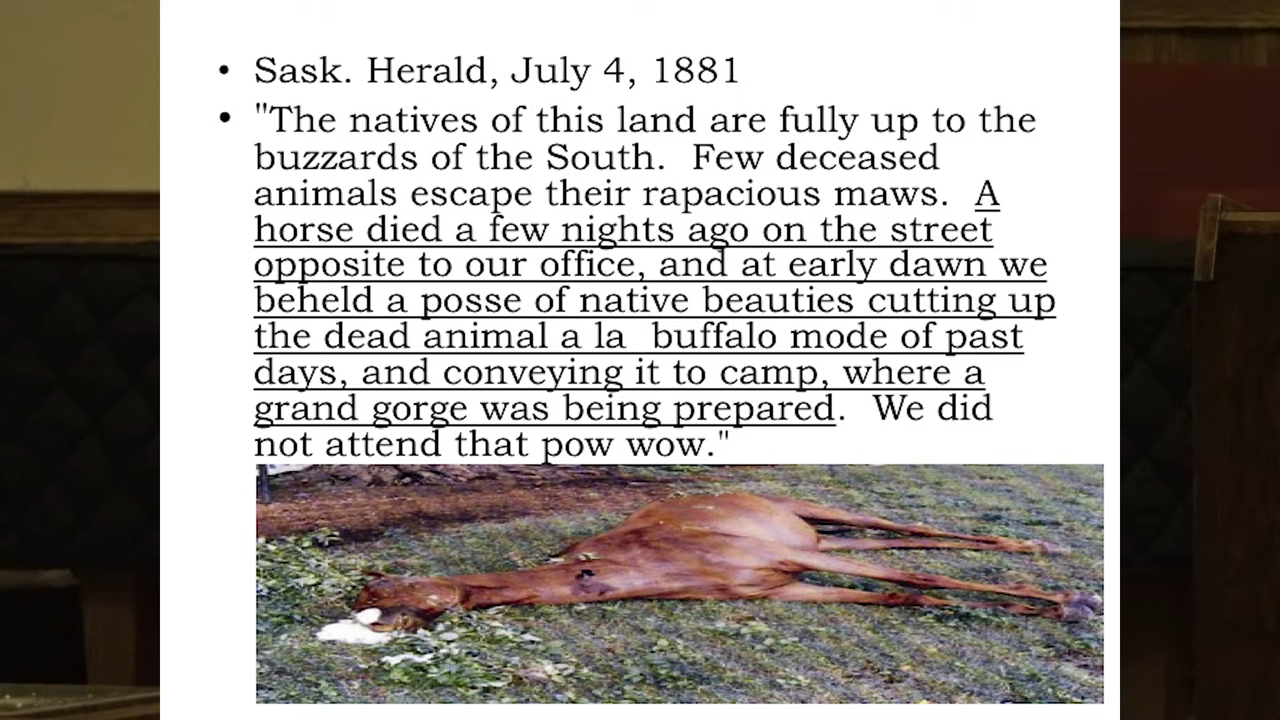 • Sask. Herald, July 4, 1881
• "The natives of this land are fully up to the
buzzards of the South.  Few deceased
animals escape their rapacious maws.  A
horse died a few nights ago on the street
opposite to our office, and at early dawn we
beheld a posse of native beauties cutting up
the dead animal a la  buffalo mode of past
days, and conveying it to camp, where a
grand gorge was being prepared.  We did
not attend that pow wow."